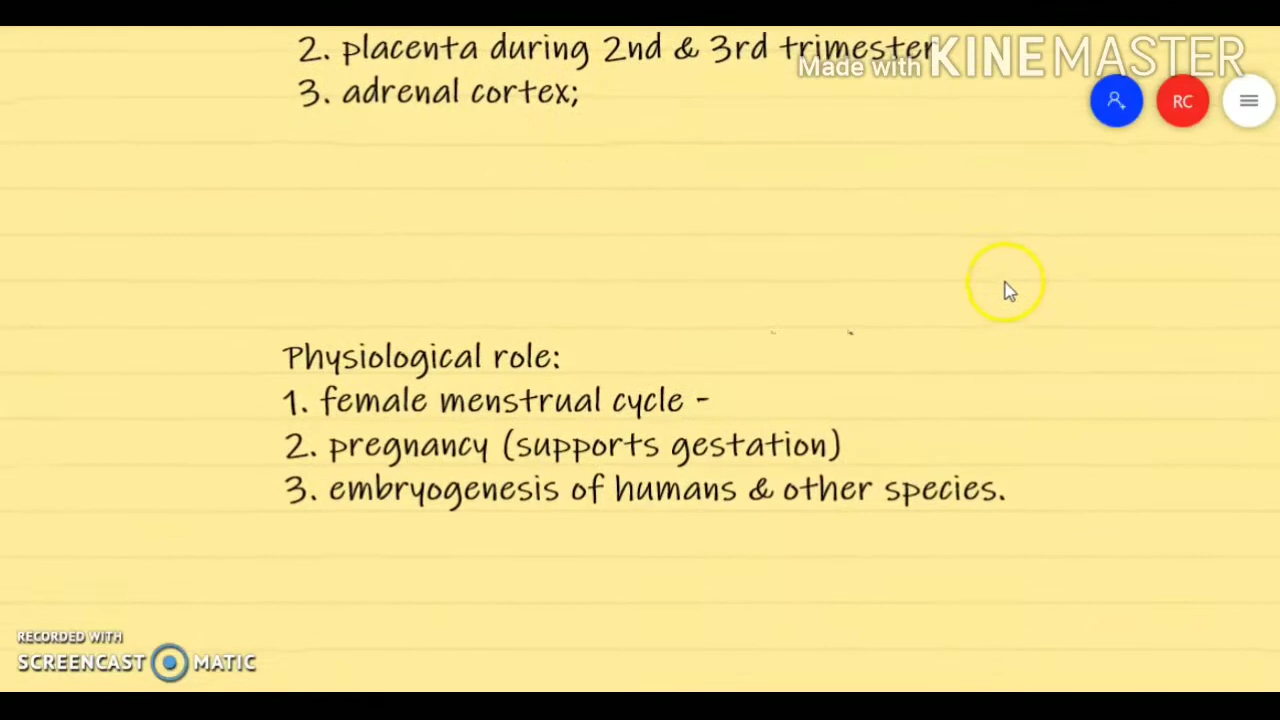 2. placenta during 2nd & 3rd trimester
Made with KINEMASTER
3. adrenal cortex;
RC
Physiological role:
1. female menstrual cycle -
2. pregnancy (supports gestation)
3. embryogenesis of humans & other species.
RECORDED WITH
SCREENCAST MATIC